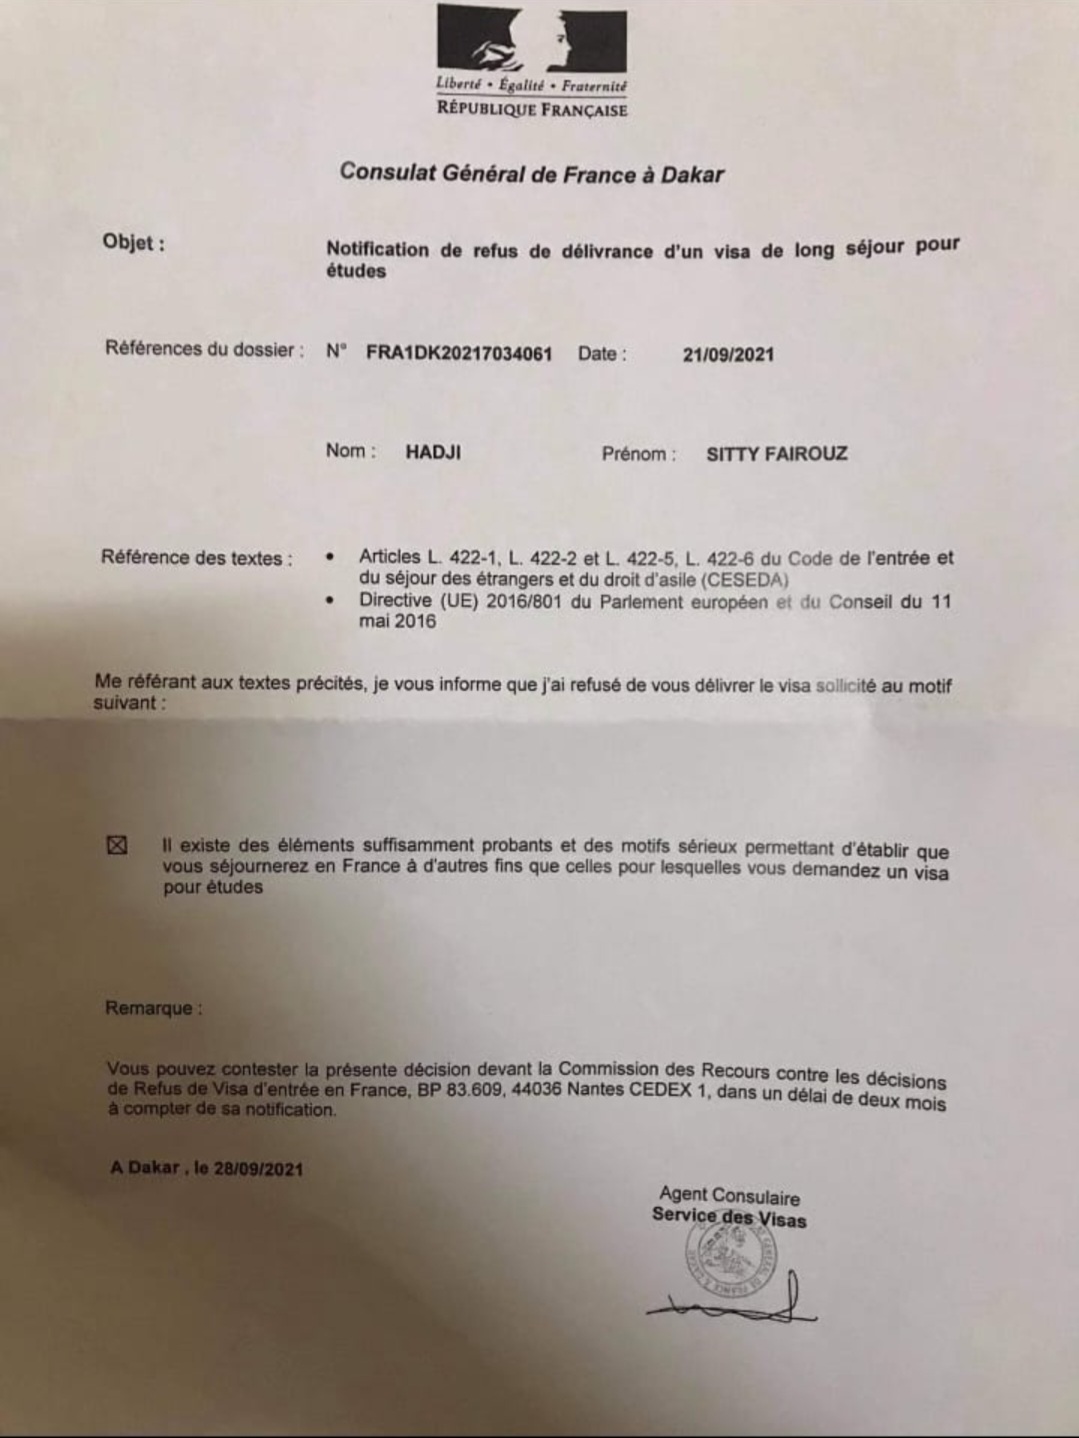 Liberté • Égalité • Fraternité
RÉPUBLIQUE FRANÇAISE
Consulat Général de France à Dakar
Objet :
Notification de refus de délivrance d'un visa de long séjour pour
études
Références du dossier : N° FRA1DK20217034061 Date : 21/09/2021
Nom : HADJI Prénom : SITTY FAIROUZ
Référence des textes :
• Articles L. 422-1, L. 422-2 et L. 422-5, L. 422-6 du Code de l'entrée et
du séjour des étrangers et du droit d'asile (CESEDA)
• Directive (UE) 2016/801 du Parlement européen et du Conseil du 11
mai 2016
Me référant aux textes précités, je vous informe que j'ai refusé de vous délivrer le visa sollicité au motif
suivant :
☒ Il existe des éléments suffisamment probants et des motifs sérieux permettant d'établir que
vous séjournerez en France à d'autres fins que celles pour lesquelles vous demandez un visa
pour études
Remarque :
Vous pouvez contester la présente décision devant la Commission des Recours contre les décisions
de Refus de Visa d'entrée en France, BP 83.609, 44036 Nantes CEDEX 1, dans un délai de deux mois
à compter de sa notification.
A Dakar , le 28/09/2021
Agent Consulaire
Service des Visas